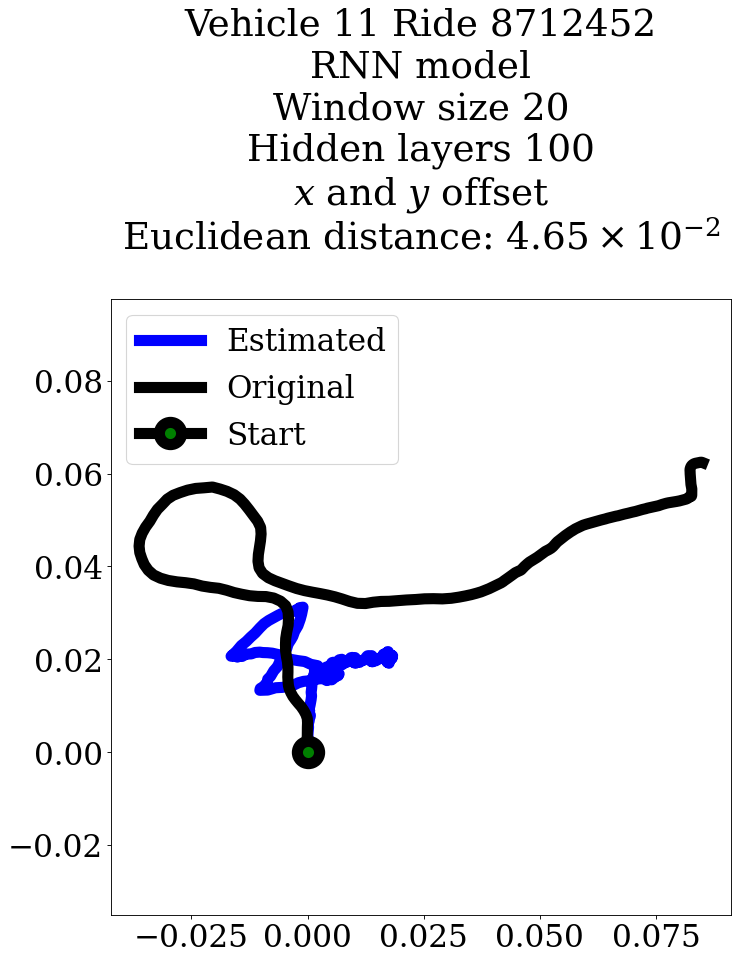 Vehicle 11 Ride 8712452
RNN model
Window size 20
Hidden layers 100
x and y offset
Euclidean distance: 4.65 × 10⁻²
Estimated
Original
Start
0.08
0.06
0.04
0.02
0.00
−0.02
−0.025 0.000 0.025 0.050 0.075